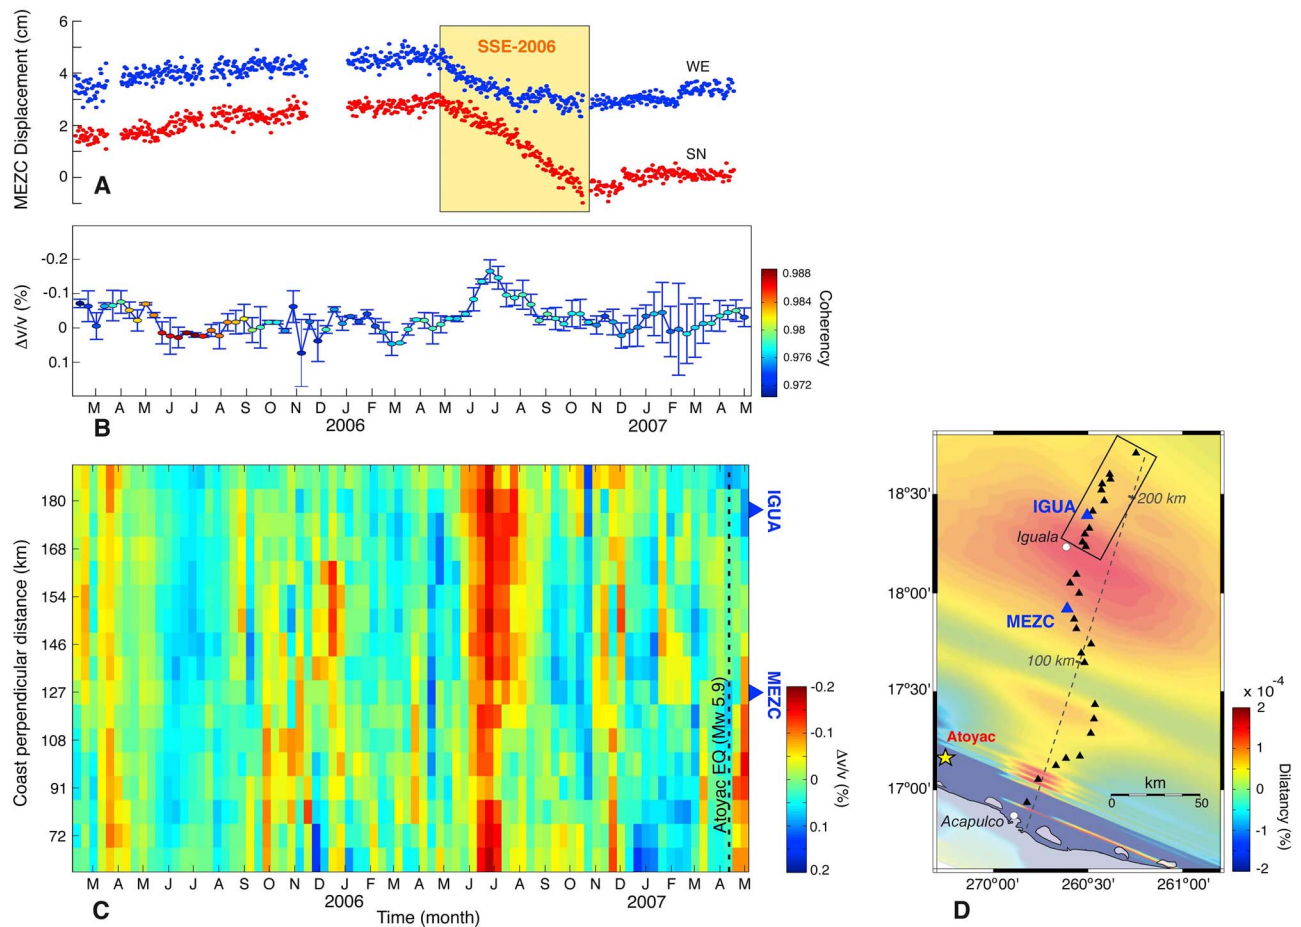 MEZC Displacement (cm)
6
4
2
0
SSE-2006
WE
SN
A
Δv/v (%)
-0.2
-0.1
0
0.1
0.988
0.984
0.98
0.976
0.972
Coherency
M A M J J A S O N D J F M A M J J A S O N D J F M A M
2006 2007
B
Coast perpendicular distance (km)
180
168
154
146
127
108
91
72
IGUA
MEZC
Atoyac EQ (Mw 5.9)
-0.2
-0.1
0
0.1
0.2
Δv/v (%)
M A M J J A S O N D J F M A M J J A S O N D J F M A M
2006 2007
Time (month)
C
18°30'
18°00'
17°30'
17°00'
IGUA
200 km
Iguala
MEZC
100 km
Atoyac
km
0 50
Acapulco
270°00' 260°30' 261°00'
x 10-4
2
1
0
-1
-2
Dilatancy (%)
D